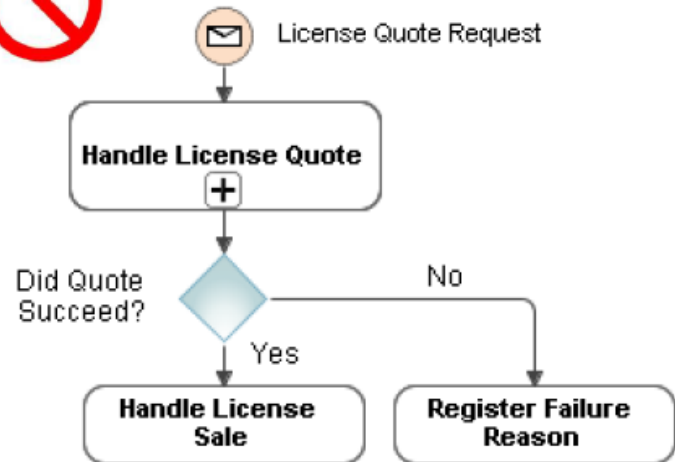 License Quote Request
Handle License Quote
Did Quote
Succeed?
No
Yes
Handle License
Sale
Register Failure
Reason